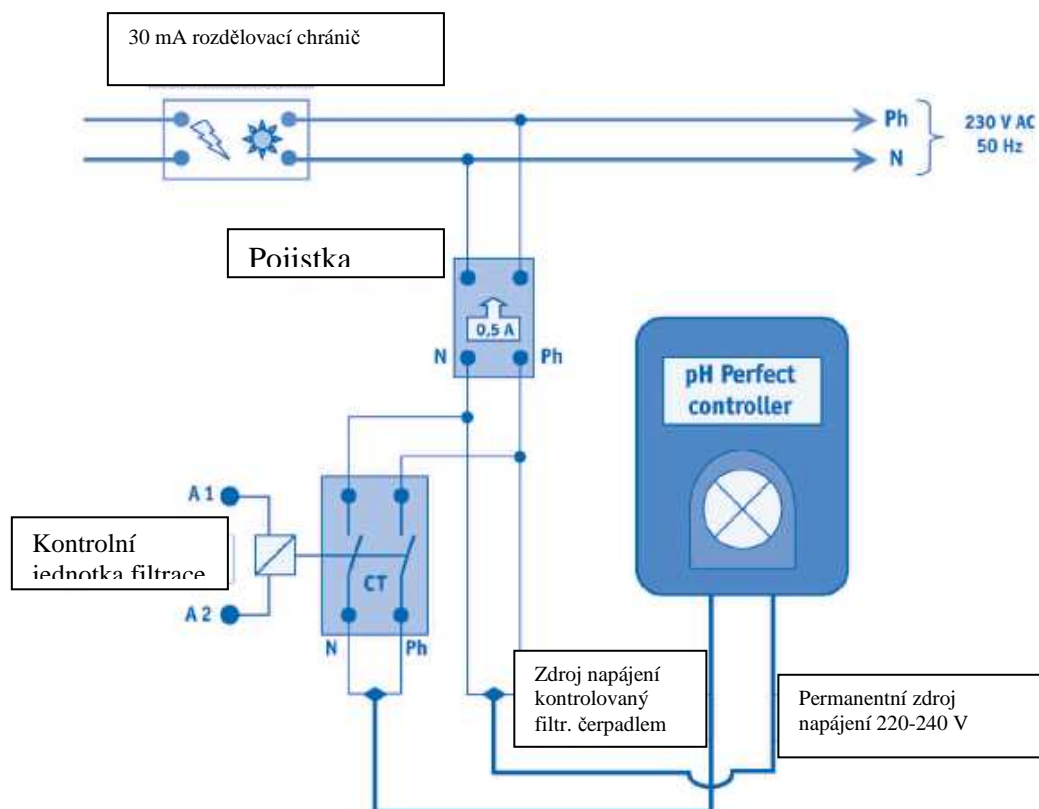 30 mA rozdělovací chránič
Ph
N
230 V AC
50 Hz
Pojistka
0,5 A
N
Ph
pH Perfect
controller
A 1
Kontrolní
jednotka filtrace
A 2
CT
N
Ph
Zdroj napájení
kontrolovaný
filtr. čerpadlem
Permanentní zdroj
napájení 220-240 V